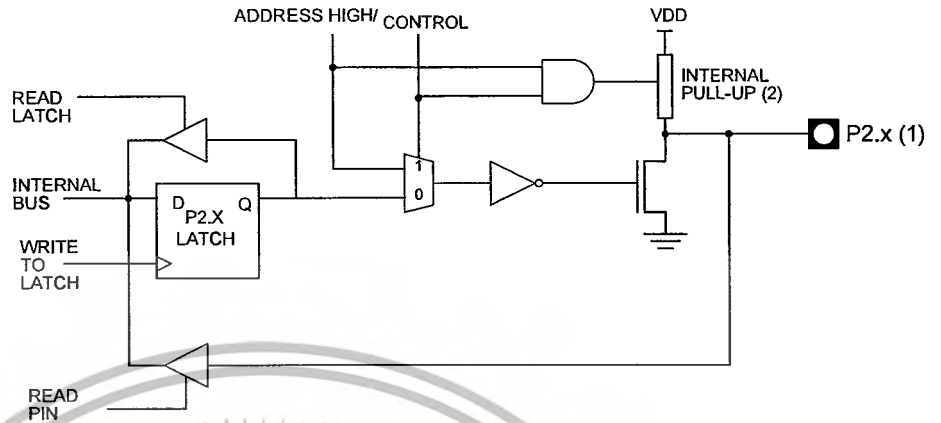 ADDRESS HIGH/ CONTROL
VDD
INTERNAL
PULL-UP (2)
READ
LATCH
P2.x (1)
1
0
INTERNAL
BUS
D
Q
P2.X
LATCH
WRITE
TO
LATCH
READ
PIN